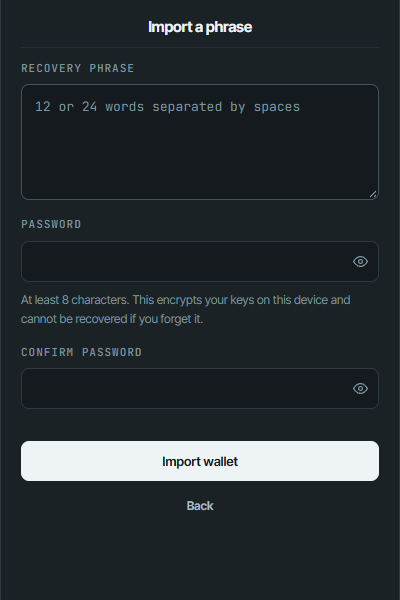 Import a phrase
RECOVERY PHRASE
12 or 24 words separated by spaces
PASSWORD
At least 8 characters. This encrypts your keys on this device and
cannot be recovered if you forget it.
CONFIRM PASSWORD
Import wallet
Back